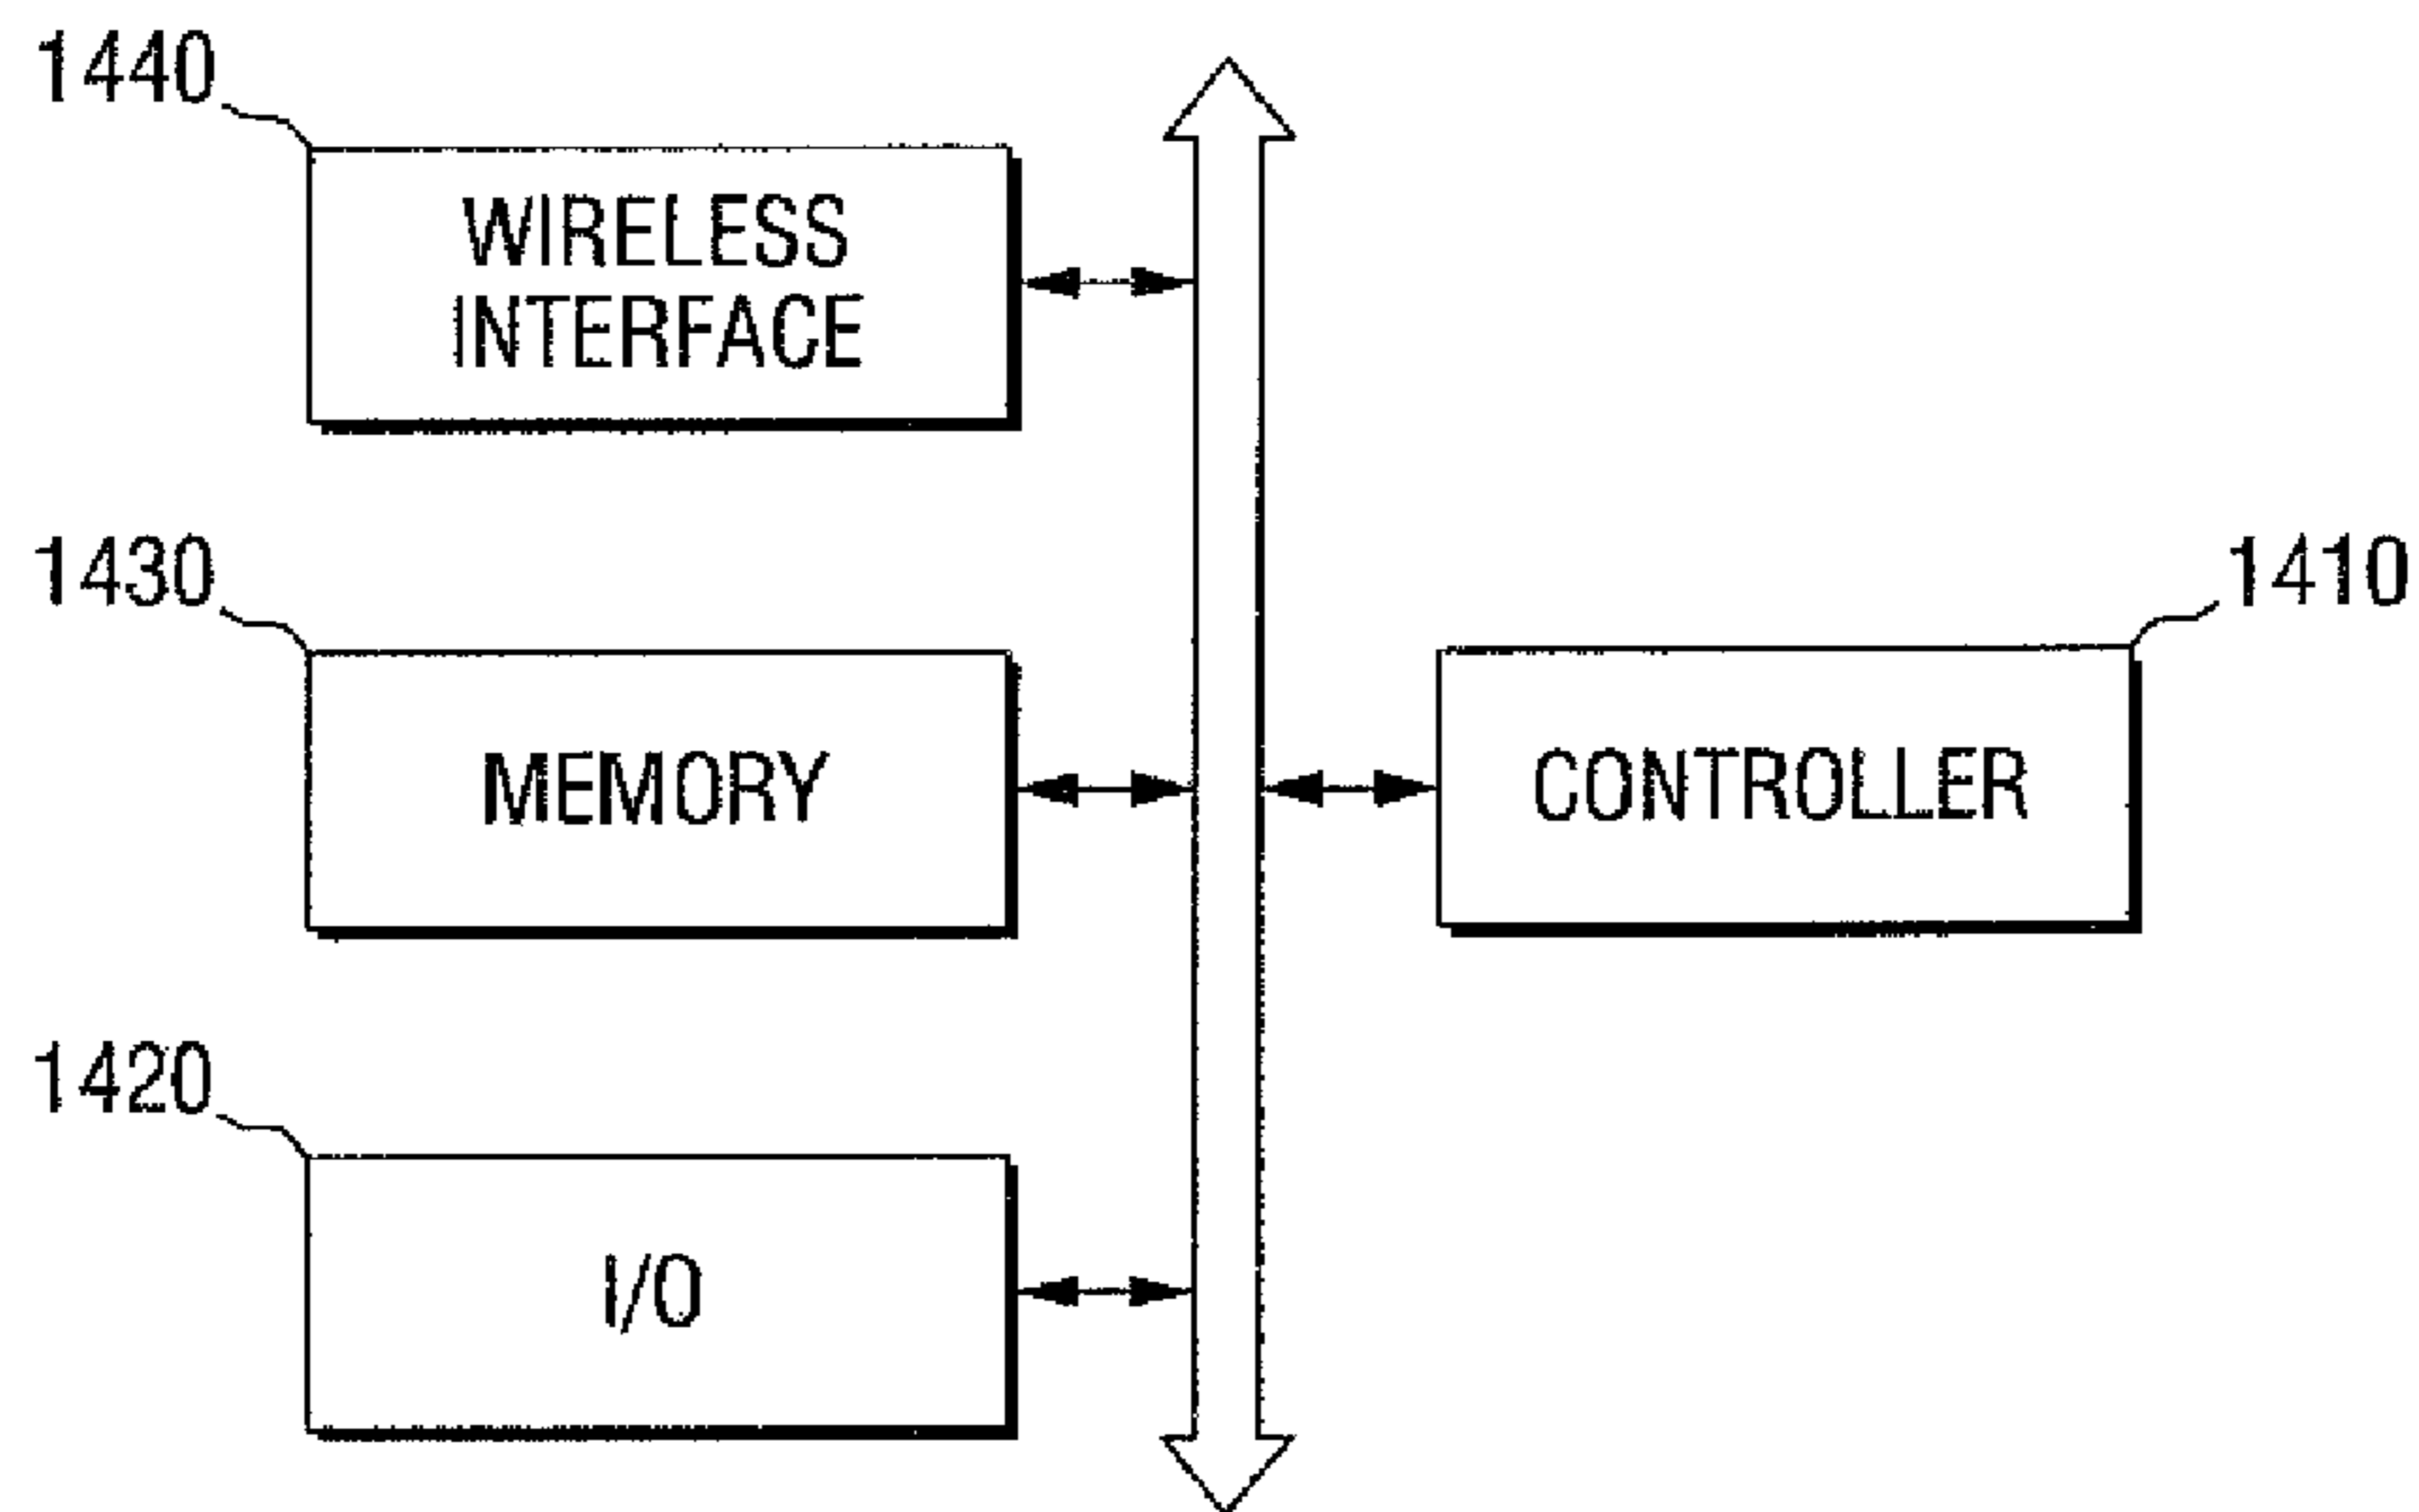 1440
WIRELESS
INTERFACE
1430
MEMORY
1410
CONTROLLER
1420
I/O